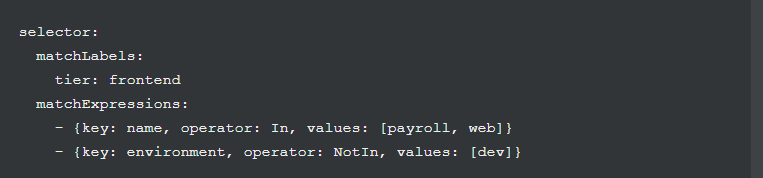 selector:
  matchLabels:
    tier: frontend
  matchExpressions:
    - {key: name, operator: In, values: [payroll, web]}
    - {key: environment, operator: NotIn, values: [dev]}